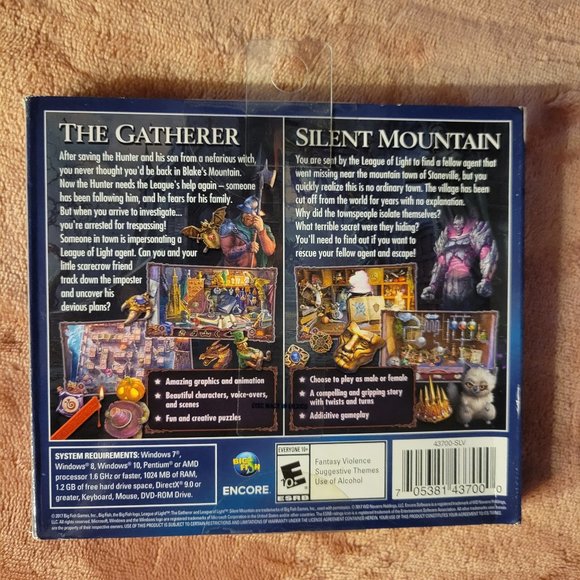 THE GATHERER
After saving the Hunter and his son from a nefarious witch,
you never thought you'd be back in Blake's Mountain.
Now the Hunter needs the League's help again – someone
has been following him, and he fears for his family.
But when you arrive to investigate…
you're arrested for trespassing!
Someone in town is impersonating a
League of Light agent. Can you and your
little scarecrow friend
track down the imposter
and uncover his
devious plans?
★ Amazing graphics and animation
★ Beautiful characters, voice-overs,
and scenes
★ Fun and creative puzzles
SILENT MOUNTAIN
You are sent by the League of Light to find a fellow agent that
went missing near the mountain town of Stoneville, but you
quickly realize this is no ordinary town. The village has been
cut off from the world for years with no explanation.
Why did the townspeople isolate themselves?
What terrible secret were they hiding?
You'll need to find out if you want to
rescue your fellow agent and escape!
★ Choose to play as male or female
★ A compelling and gripping story
with twists and turns
★ Addictive gameplay
SYSTEM REQUIREMENTS: Windows 7®,
Windows 8, Windows 10, Pentium® or AMD
processor 1.6 GHz or faster, 1024 MB of RAM,
1.2 GB of free hard drive space, DirectX® 9.0 or
greater, Keyboard, Mouse, DVD-ROM Drive.
BIG FISH
ENCORE
EVERYONE 10+
10+
ESRB
Fantasy Violence
Suggestive Themes
Use of Alcohol
43700-SLV
7 05381 43700 0